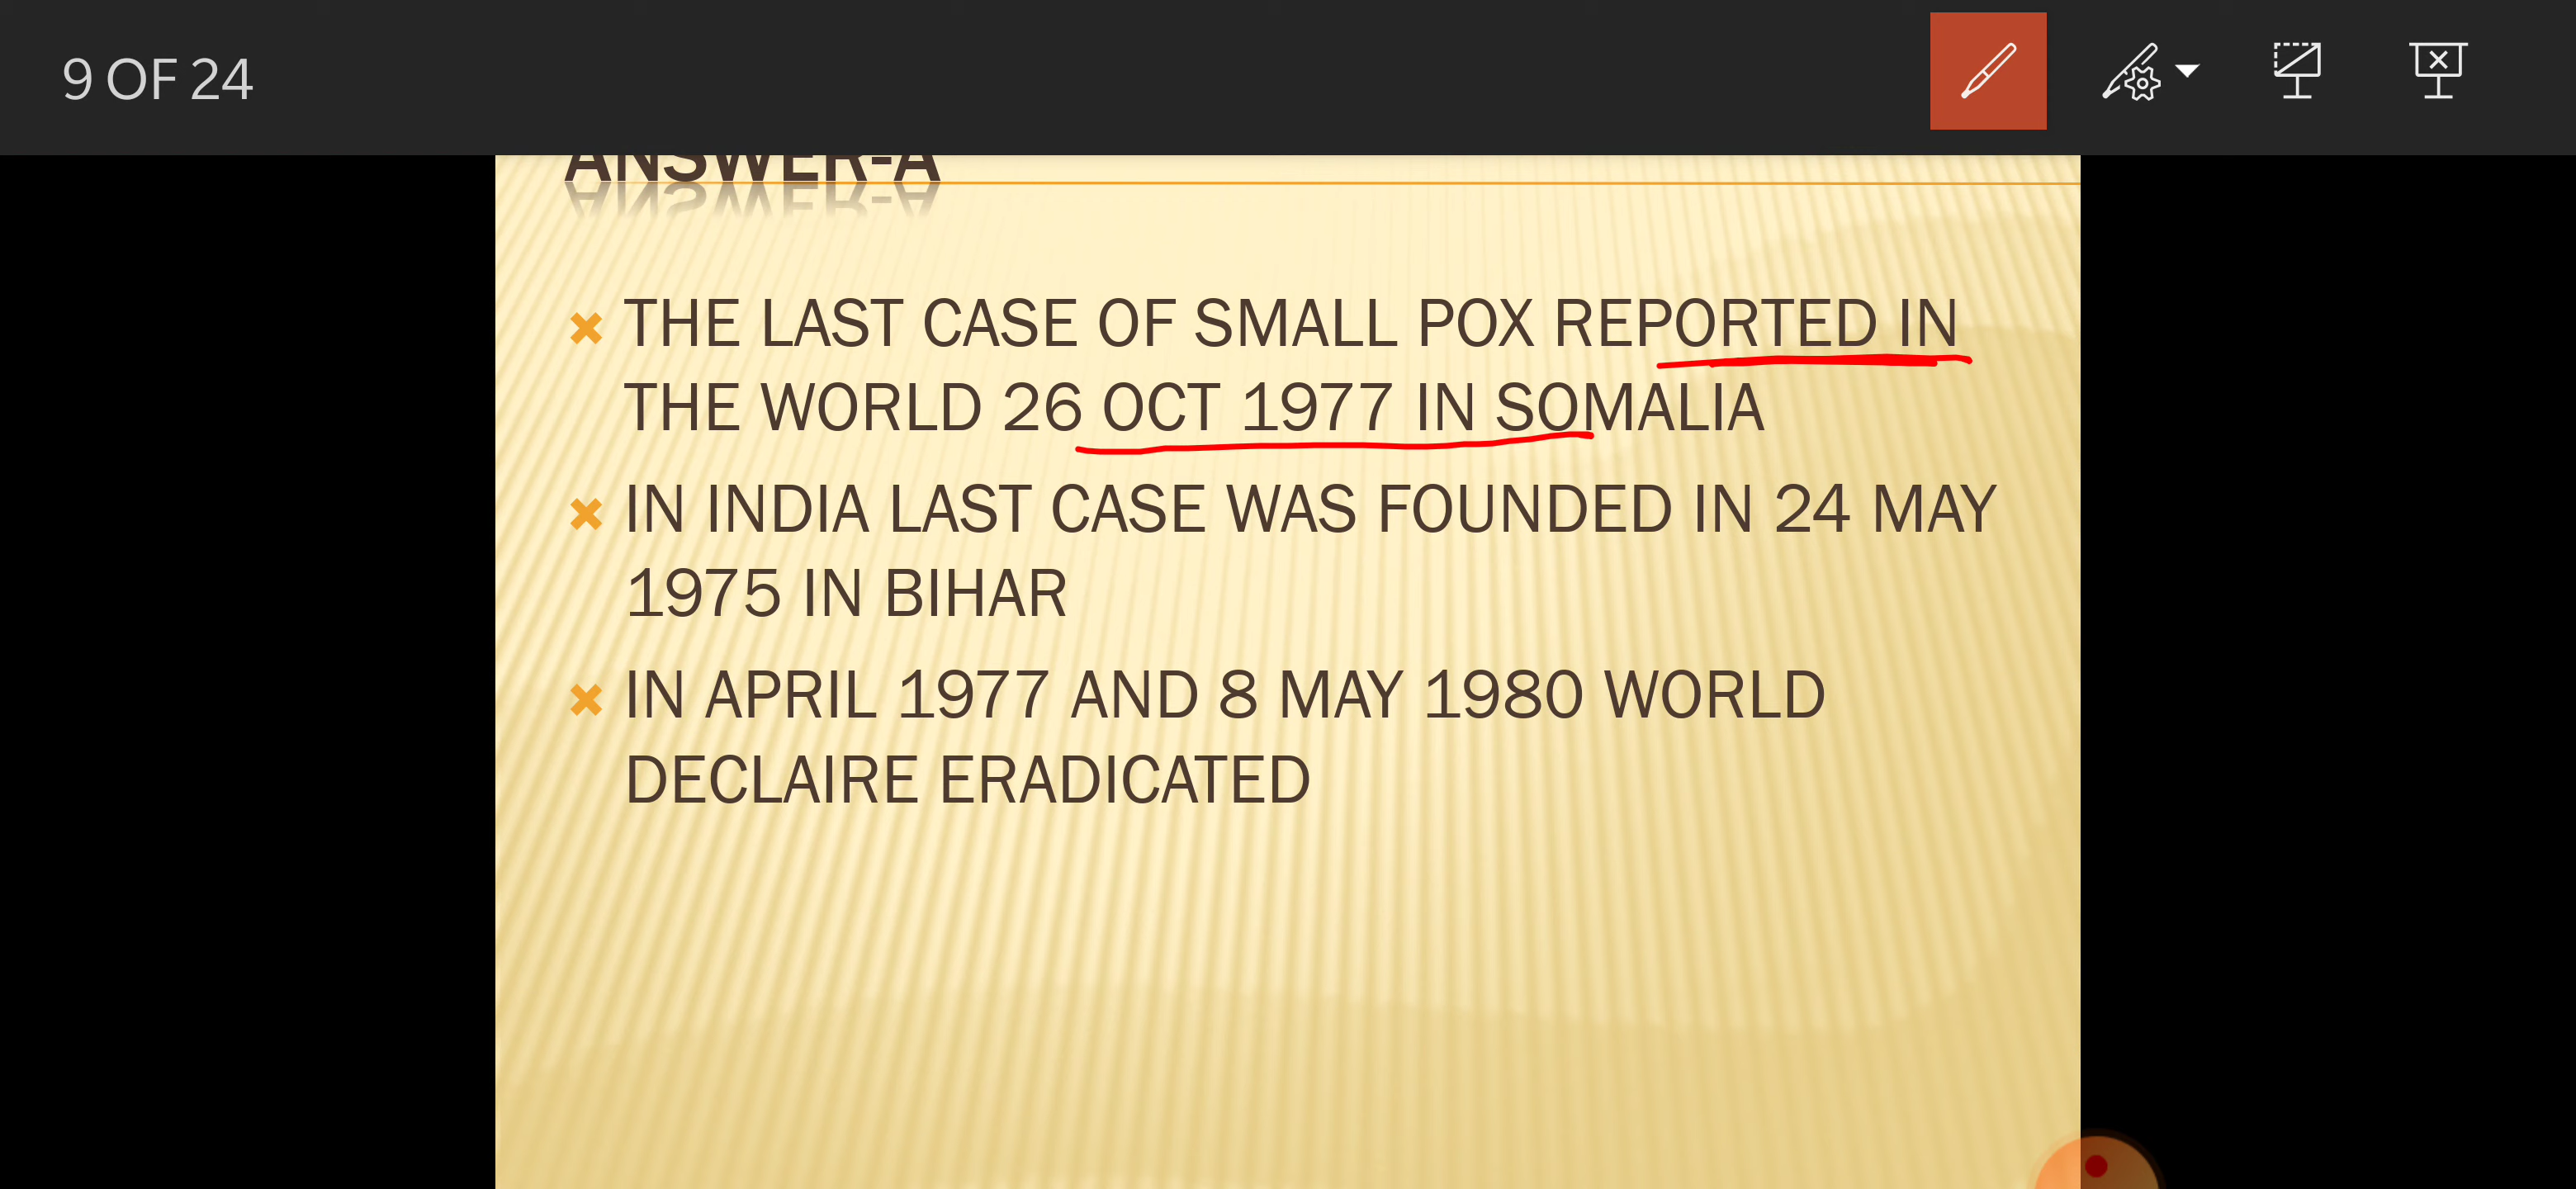 9 OF 24
ANSWER-A
THE LAST CASE OF SMALL POX REPORTED IN
THE WORLD 26 OCT 1977 IN SOMALIA
IN INDIA LAST CASE WAS FOUNDED IN 24 MAY
1975 IN BIHAR
IN APRIL 1977 AND 8 MAY 1980 WORLD
DECLAIRE ERADICATED